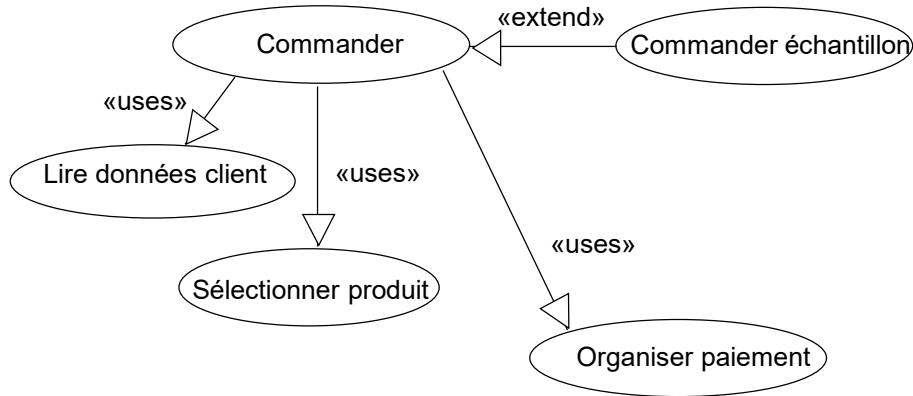 «extend»
Commander
Commander échantillon
«uses»
Lire données client
«uses»
«uses»
Sélectionner produit
Organiser paiement